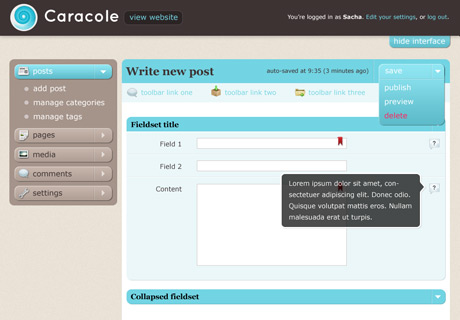 Caracole
view website
You're logged in as Sacha. Edit your settings, or log out.
hide interface
posts
add post
manage categories
manage tags
pages
media
comments
settings
Write new post
auto-saved at 9:35 (3 minutes ago)
save
publish
preview
delete
toolbar link one
toolbar link two
toolbar link three
Fieldset title
Field 1
?
Field 2
Content
?
Lorem ipsum dolor sit amet, con-
sectetuer adipiscing elit. Donec odio.
Quisque volutpat mattis eros. Nullam
malesuada erat ut turpis.
Collapsed fieldset